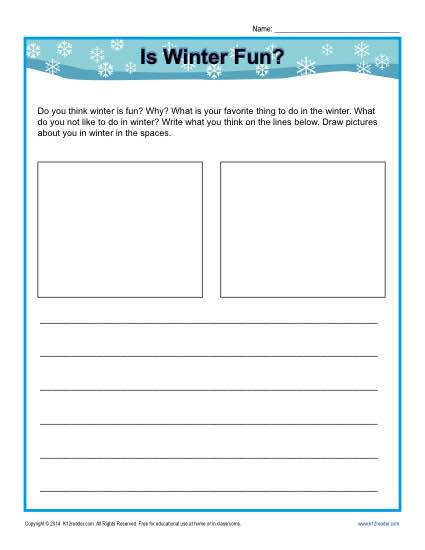 Name:
Is Winter Fun?
Do you think winter is fun? Why? What is your favorite thing to do in the winter. What
do you not like to do in winter? Write what you think on the lines below. Draw pictures
about you in winter in the spaces.
Copyright © 2014 K12reader.com. All Rights Reserved. Free for educational use at home or in classrooms.
www.k12reader.com